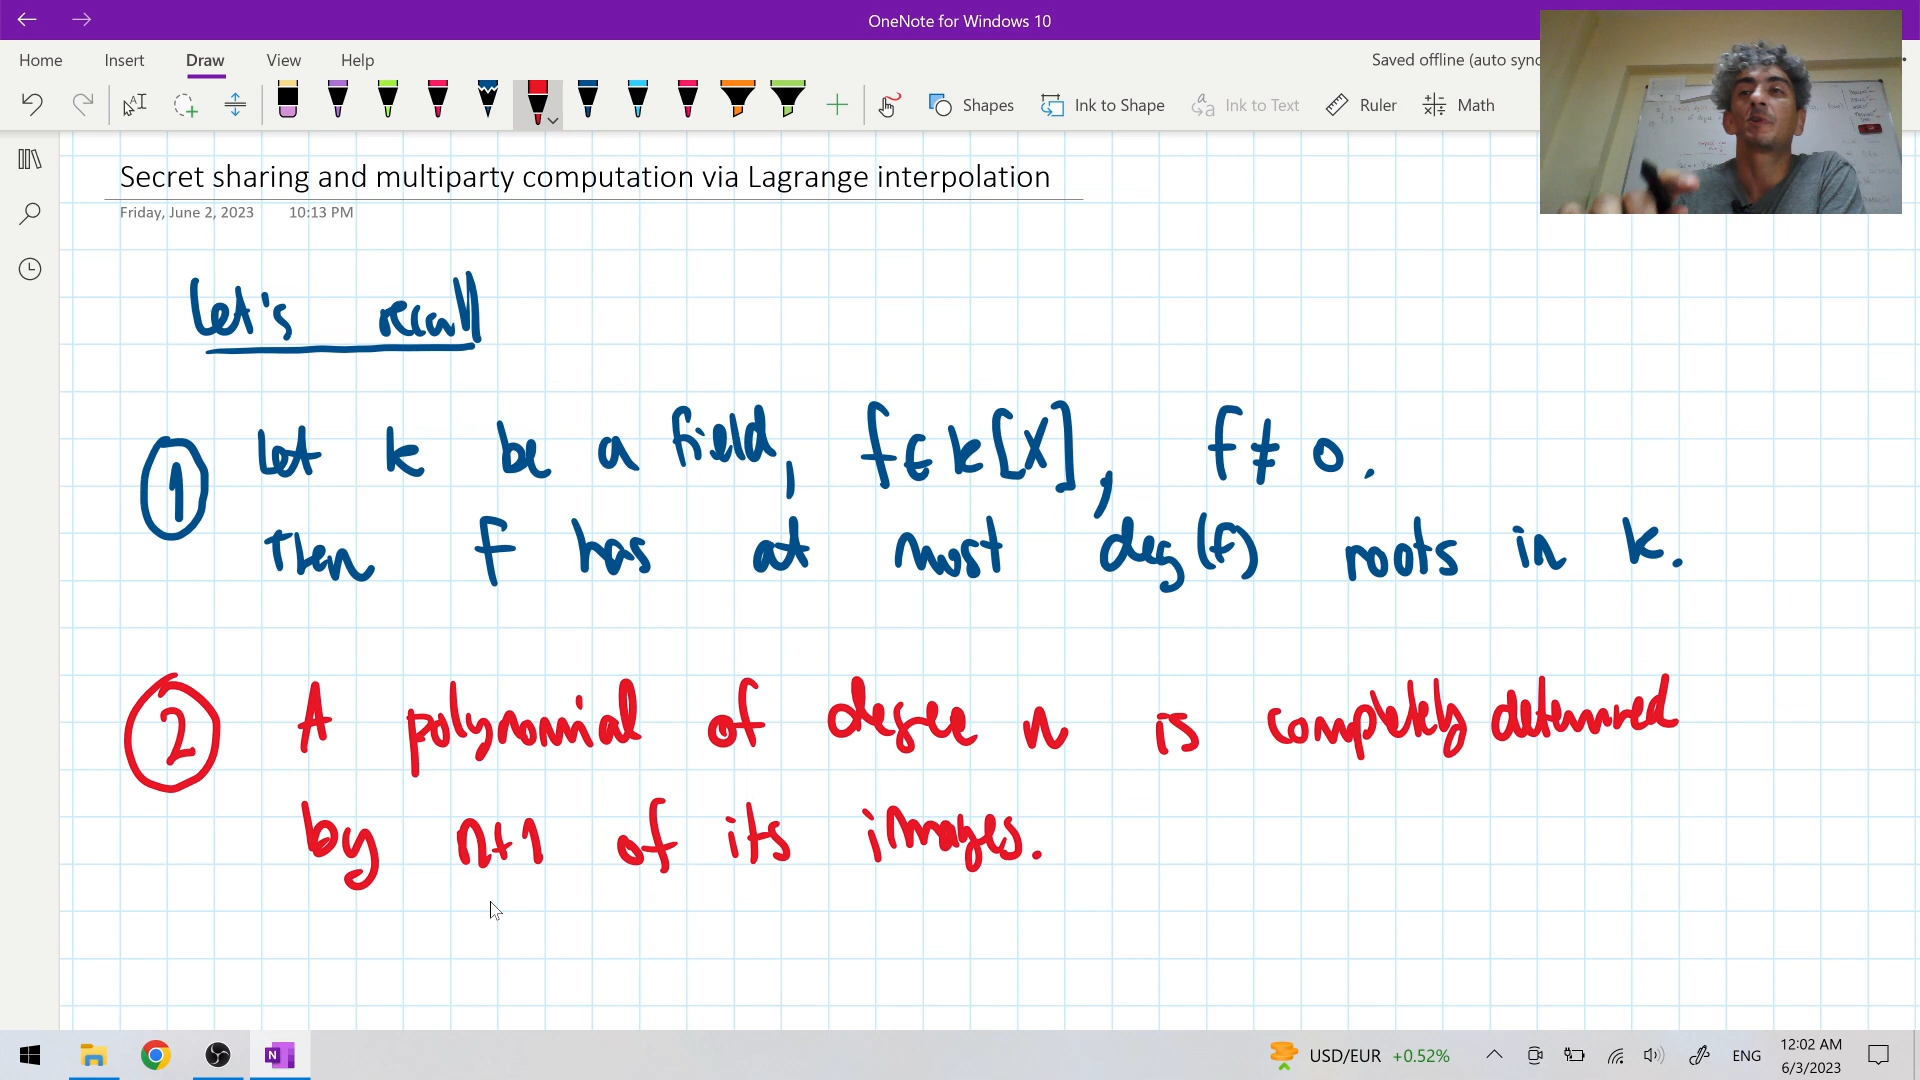 OneNote for Windows 10
Home Insert Draw View Help
Saved offline (auto sync
Shapes Ink to Shape Ink to Text Ruler Math
Secret sharing and multiparty computation via Lagrange interpolation
Friday, June 2, 2023 10:13 PM
Let's recall
1 Let k be a field, f∈k[X], f≠0.
Then f has at most deg(f) roots in k.
2 A polynomial of degree n is completely determined
by n+1 of its images.
USD/EUR +0.52% ENG 12:02 AM
6/3/2023